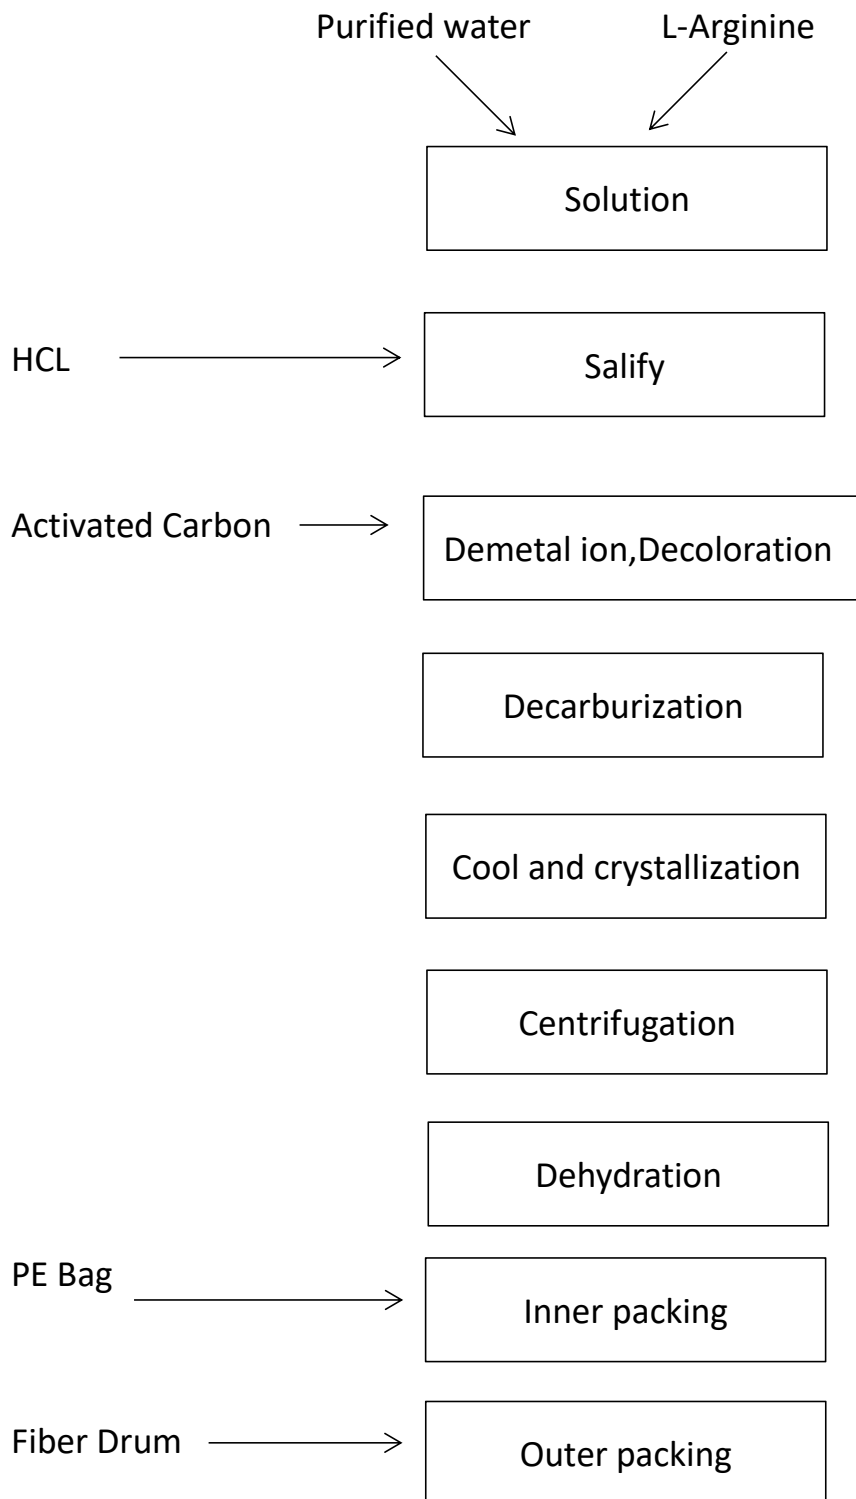 Purified water
L-Arginine
Solution
HCL
Salify
Activated Carbon
Demetal ion,Decoloration
Decarburization
Cool and crystallization
Centrifugation
Dehydration
PE Bag
Inner packing
Fiber Drum
Outer packing